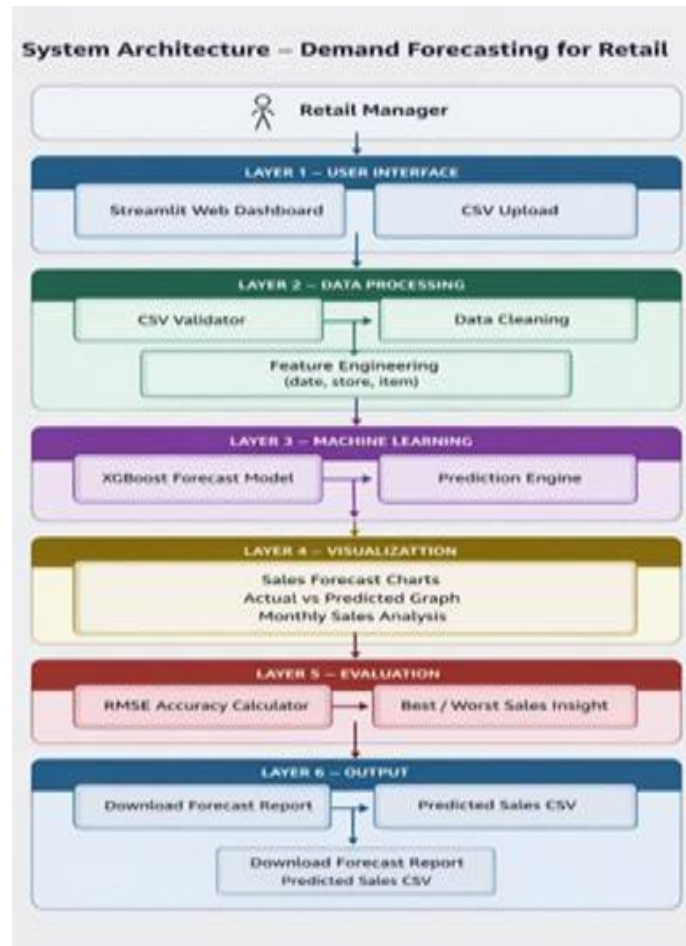 System Architecture – Demand Forecasting for Retail
Retail Manager
LAYER 1 – USER INTERFACE
Streamlit Web Dashboard
CSV Upload
LAYER 2 – DATA PROCESSING
CSV Validator
Data Cleaning
Feature Engineering
(date, store, item)
LAYER 3 – MACHINE LEARNING
XGBoost Forecast Model
Prediction Engine
LAYER 4 – VISUALIZATTION
Sales Forecast Charts
Actual vs Predicted Graph
Monthly Sales Analysis
LAYER 5 – EVALUATION
RMSE Accuracy Calculator
Best / Worst Sales Insight
LAYER 6 – OUTPUT
Download Forecast Report
Predicted Sales CSV
Download Forecast Report
Predicted Sales CSV